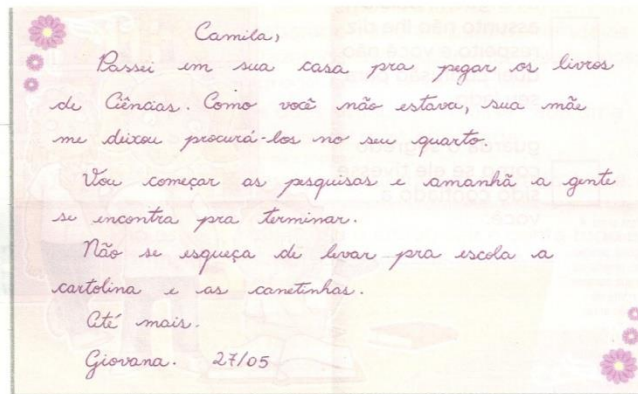 Camila,
Passei em sua casa pra pegar os livros
de Ciências. Como você não estava, sua mãe
me deixou procurá-los no seu quarto.
Vou começar as pesquisas e amanhã a gente
se encontra pra terminar.
Não se esqueça de levar pra escola a
cartolina e as canetinhas.
Até mais.
Giovana. 27/05